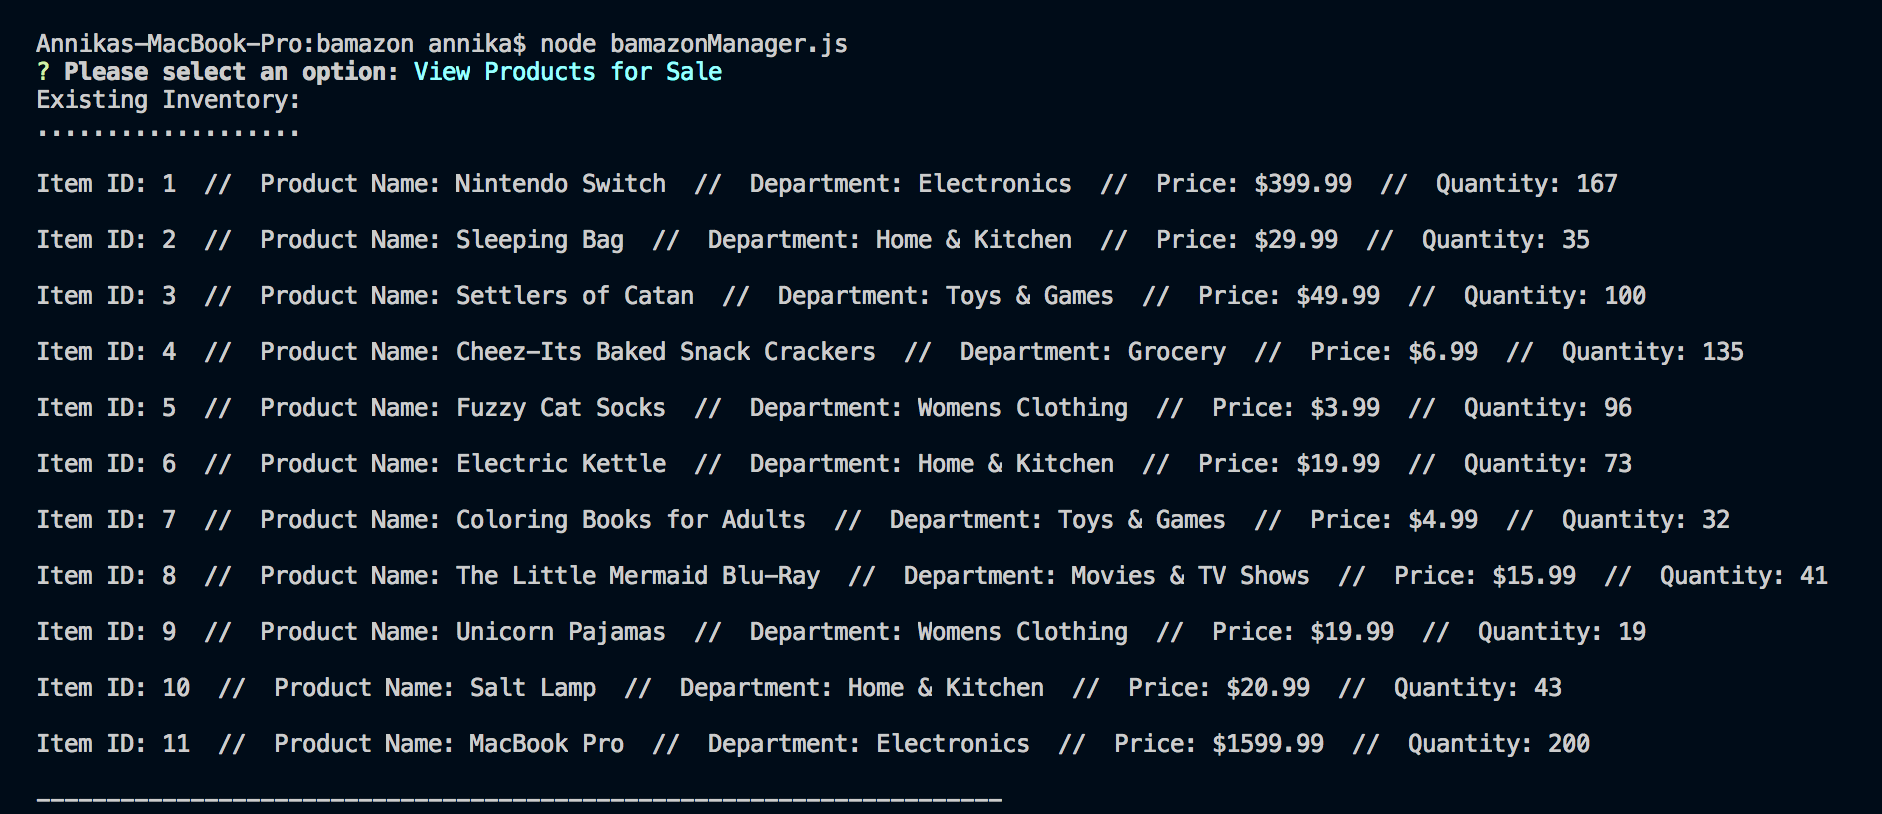 Annikas-MacBook-Pro:bamazon annika$ node bamazonManager.js
? Please select an option: View Products for Sale
Existing Inventory:
...................
Item ID: 1  //  Product Name: Nintendo Switch  //  Department: Electronics  //  Price: $399.99  //  Quantity: 167
Item ID: 2  //  Product Name: Sleeping Bag  //  Department: Home & Kitchen  //  Price: $29.99  //  Quantity: 35
Item ID: 3  //  Product Name: Settlers of Catan  //  Department: Toys & Games  //  Price: $49.99  //  Quantity: 100
Item ID: 4  //  Product Name: Cheez-Its Baked Snack Crackers  //  Department: Grocery  //  Price: $6.99  //  Quantity: 135
Item ID: 5  //  Product Name: Fuzzy Cat Socks  //  Department: Womens Clothing  //  Price: $3.99  //  Quantity: 96
Item ID: 6  //  Product Name: Electric Kettle  //  Department: Home & Kitchen  //  Price: $19.99  //  Quantity: 73
Item ID: 7  //  Product Name: Coloring Books for Adults  //  Department: Toys & Games  //  Price: $4.99  //  Quantity: 32
Item ID: 8  //  Product Name: The Little Mermaid Blu-Ray  //  Department: Movies & TV Shows  //  Price: $15.99  //  Quantity: 41
Item ID: 9  //  Product Name: Unicorn Pajamas  //  Department: Womens Clothing  //  Price: $19.99  //  Quantity: 19
Item ID: 10  //  Product Name: Salt Lamp  //  Department: Home & Kitchen  //  Price: $20.99  //  Quantity: 43
Item ID: 11  //  Product Name: MacBook Pro  //  Department: Electronics  //  Price: $1599.99  //  Quantity: 200
_____________________________________________________________________